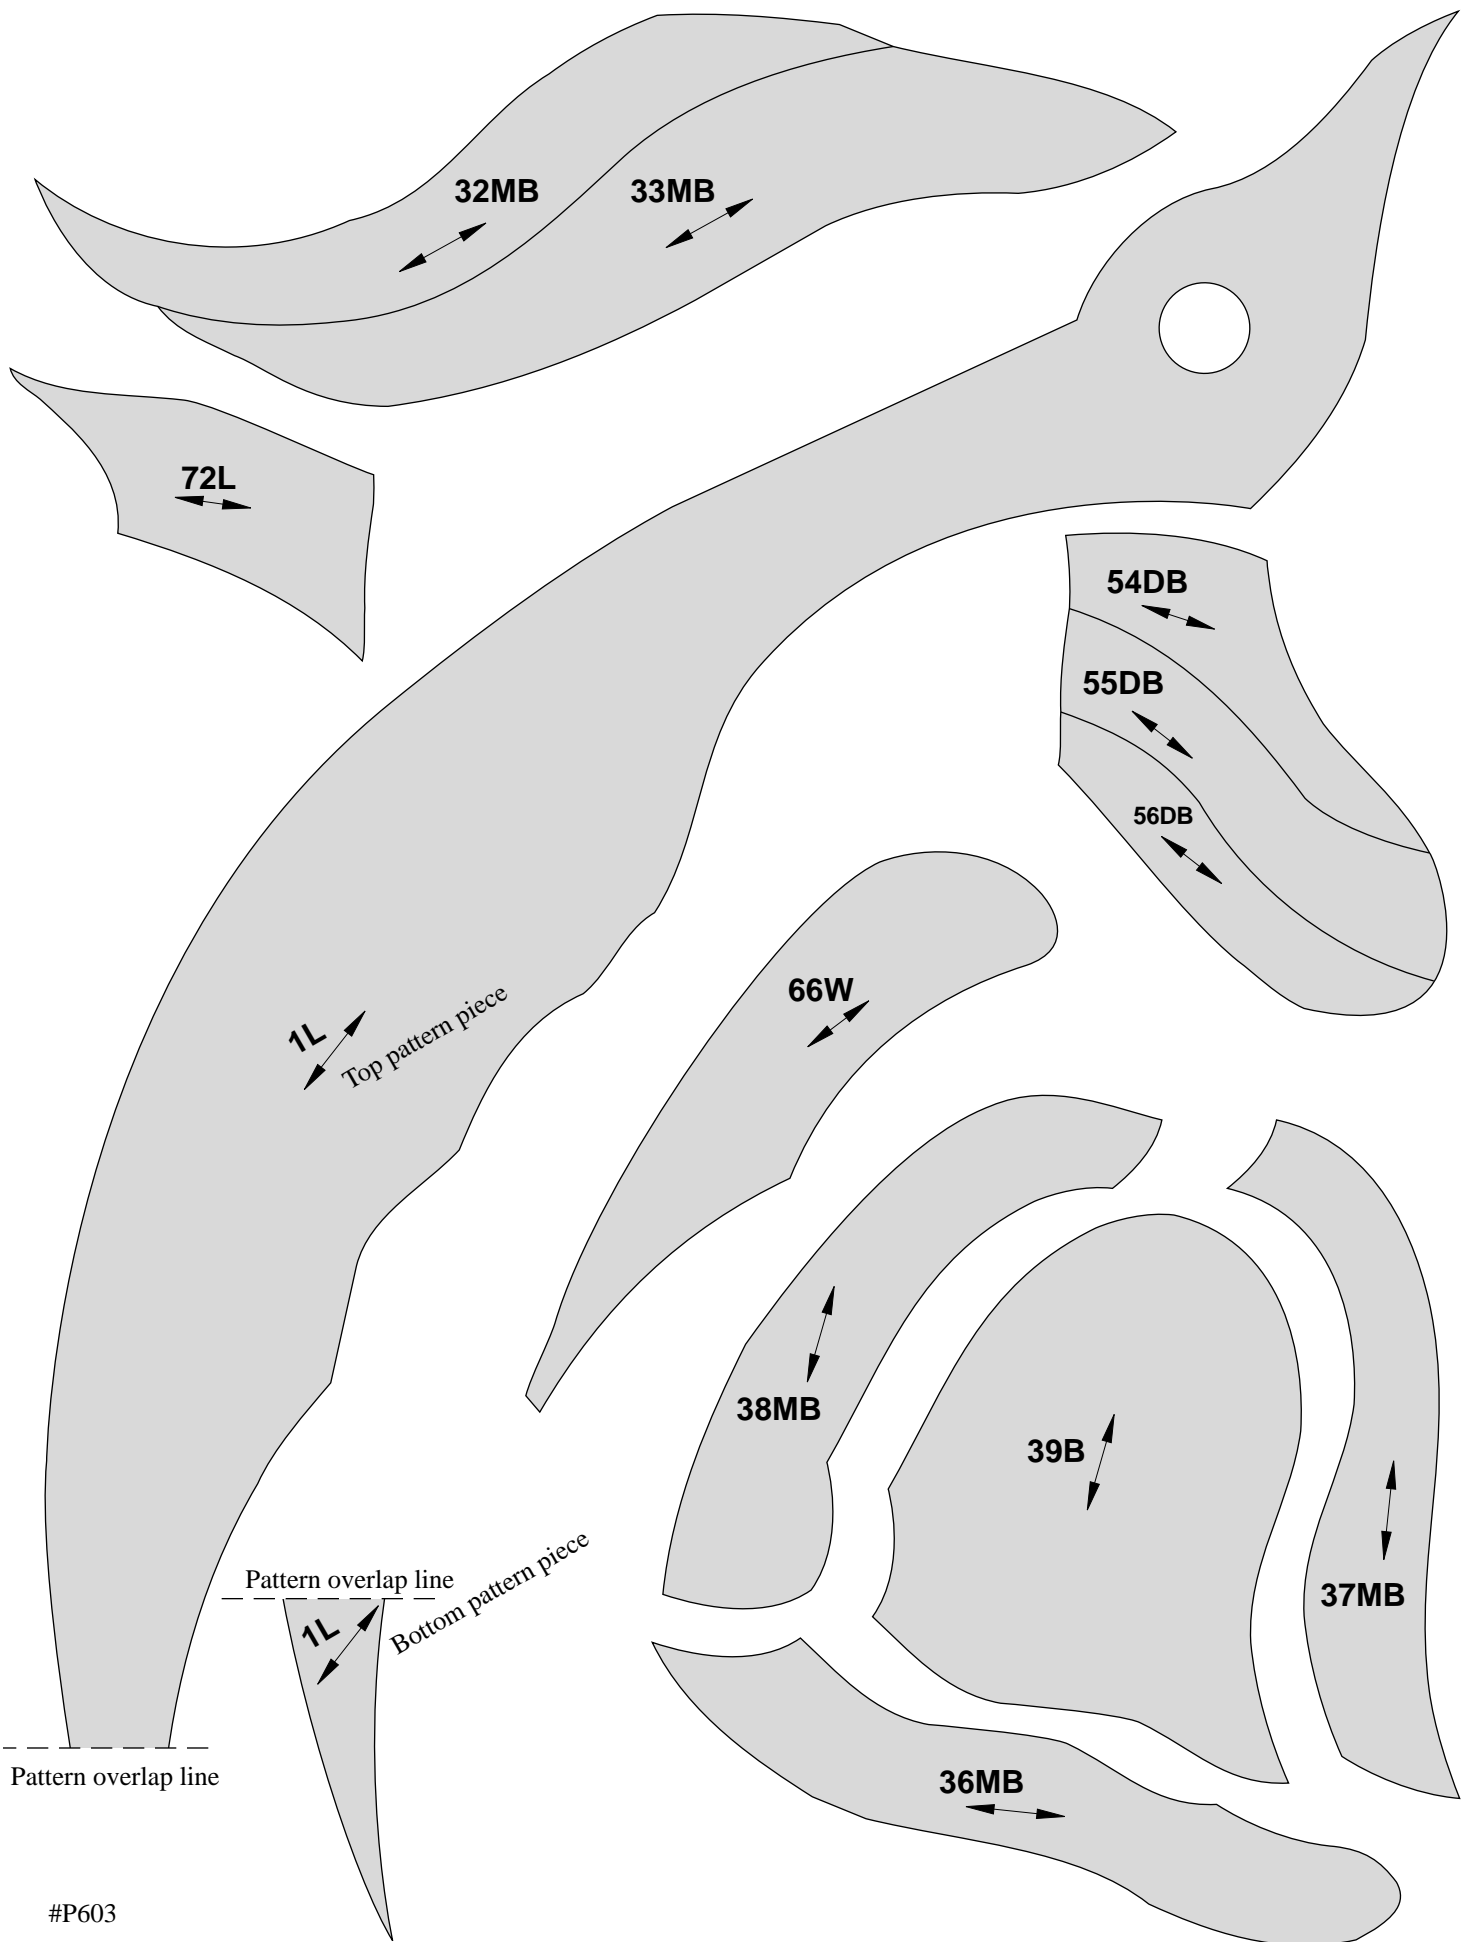 32MB
33MB
72L
54DB
55DB
56DB
66W
1L
Top pattern piece
38MB
39B
37MB
Pattern overlap line
1L
Bottom pattern piece
Pattern overlap line
36MB
#P603